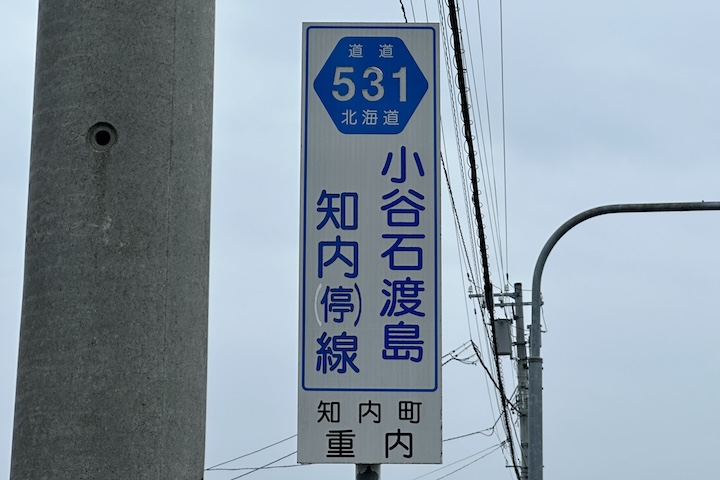 道道
531
北海道
小谷石渡島
知内(停)線
知内町
重内